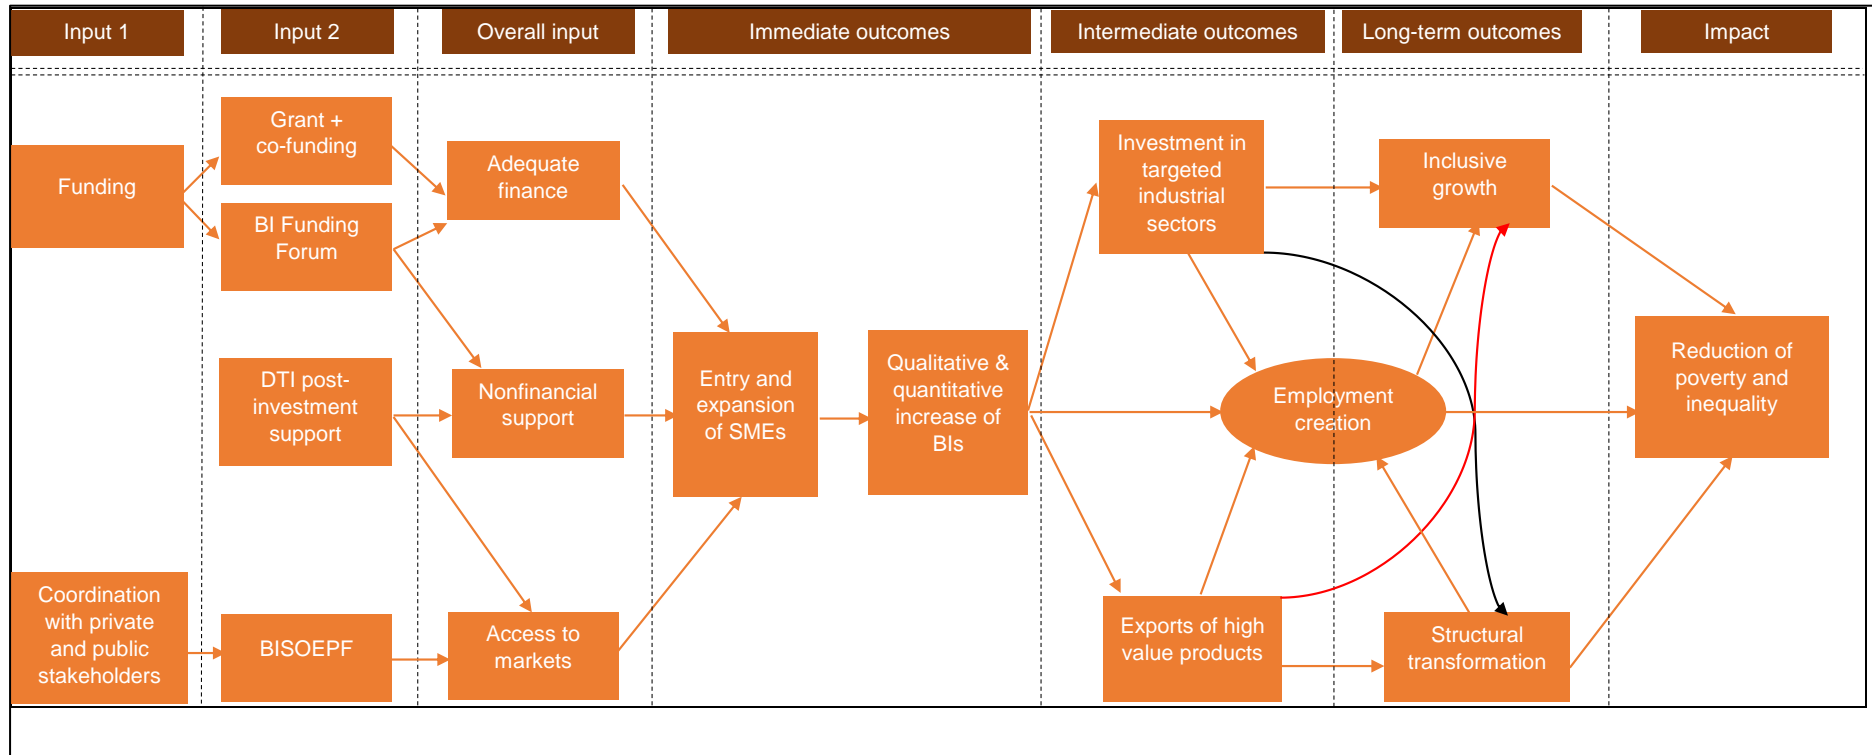 Input 1
Input 2
Overall input
Immediate outcomes
Intermediate outcomes
Long-term outcomes
Impact
Funding
Coordination
with private
and public
stakeholders
Grant +
co-funding
BI Funding
Forum
DTI post-
investment
support
BISOEPF
Adequate
finance
Nonfinancial
support
Access to
markets
Entry and
expansion
of SMEs
Qualitative &
quantitative
increase of
BIs
Investment in
targeted
industrial
sectors
Employment
creation
Exports of high
value products
Inclusive
growth
Structural
transformation
Reduction of
poverty and
inequality